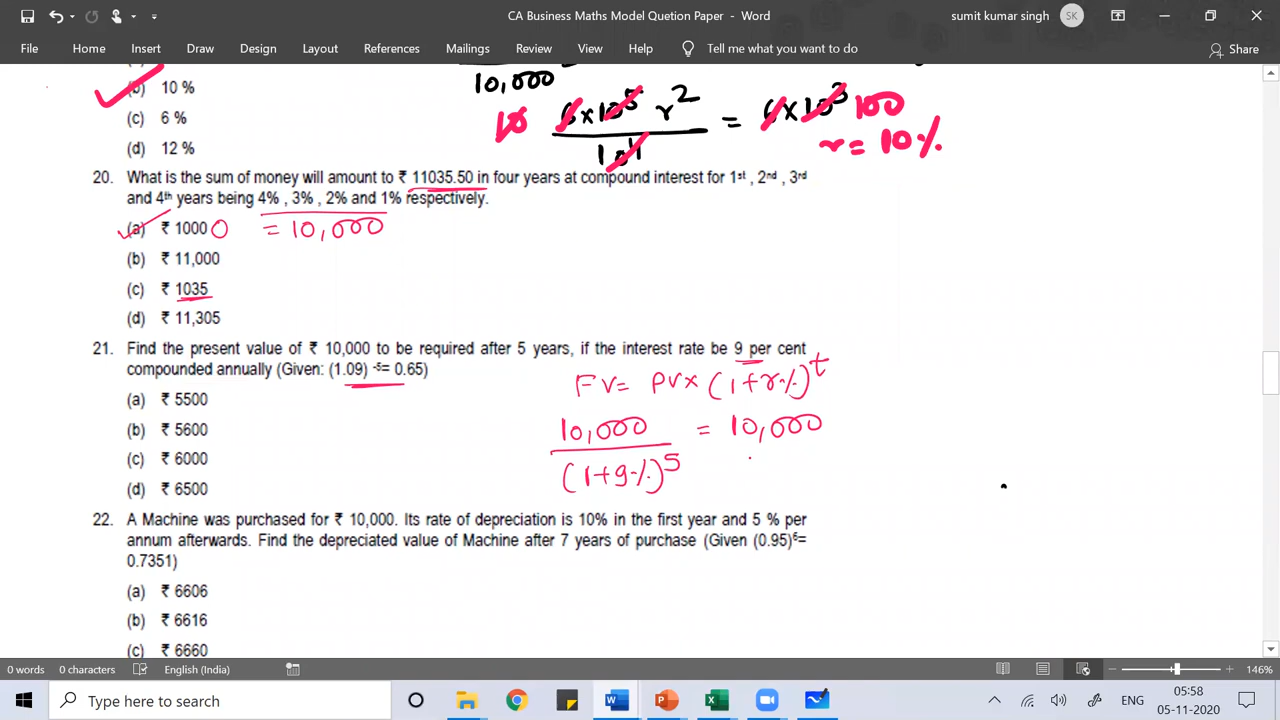 CA Business Maths Model Quetion Paper - Word
sumit kumar singh SK
File Home Insert Draw Design Layout References Mailings Review View Help Tell me what you want to do Share
10,000
(b) 10 %
10 6×10⁵ r² = 6×10³ 100
10⁴
(c) 6 %
r = 10%
(d) 12 %
20. What is the sum of money will amount to ₹ 11035.50 in four years at compound interest for 1st , 2nd , 3rd
and 4th years being 4% , 3% , 2% and 1% respectively.
(a) ₹ 10000 = 10,000
(b) ₹ 11,000
(c) ₹ 1035
(d) ₹ 11,305
21. Find the present value of ₹ 10,000 to be required after 5 years, if the interest rate be 9 per cent
compounded annually (Given: (1.09) ⁻⁵= 0.65)
FV= PV× (1+r%)ᵗ
(a) ₹ 5500
(b) ₹ 5600
10,000 = 10,000
(c) ₹ 6000
(1+9%)⁵
(d) ₹ 6500
22. A Machine was purchased for ₹ 10,000. Its rate of depreciation is 10% in the first year and 5 % per
annum afterwards. Find the depreciated value of Machine after 7 years of purchase (Given (0.95)⁶=
0.7351)
(a) ₹ 6606
(b) ₹ 6616
(c) ₹ 6660
0 words 0 characters English (India) 146%
Type here to search
ENG 05:58
05-11-2020